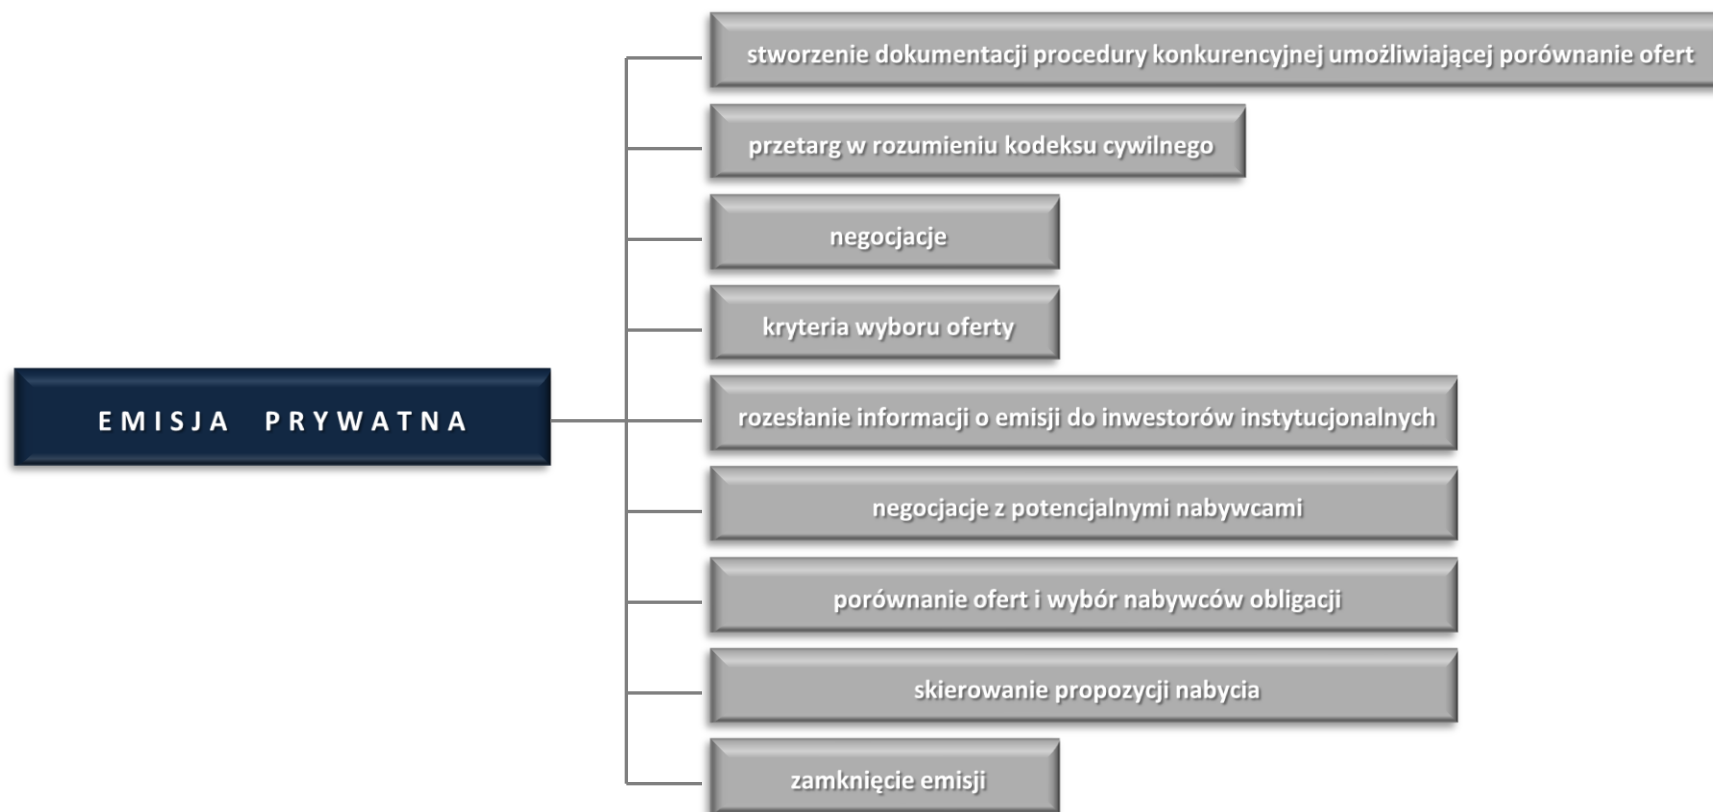 stworzenie dokumentacji procedury konkurencyjnej umożliwiającej porównanie ofert
przetarg w rozumieniu kodeksu cywilnego
negocjacje
kryteria wyboru oferty
EMISJA PRYWATNA
rozesłanie informacji o emisji do inwestorów instytucjonalnych
negocjacje z potencjalnymi nabywcami
porównanie ofert i wybór nabywców obligacji
skierowanie propozycji nabycia
zamknięcie emisji